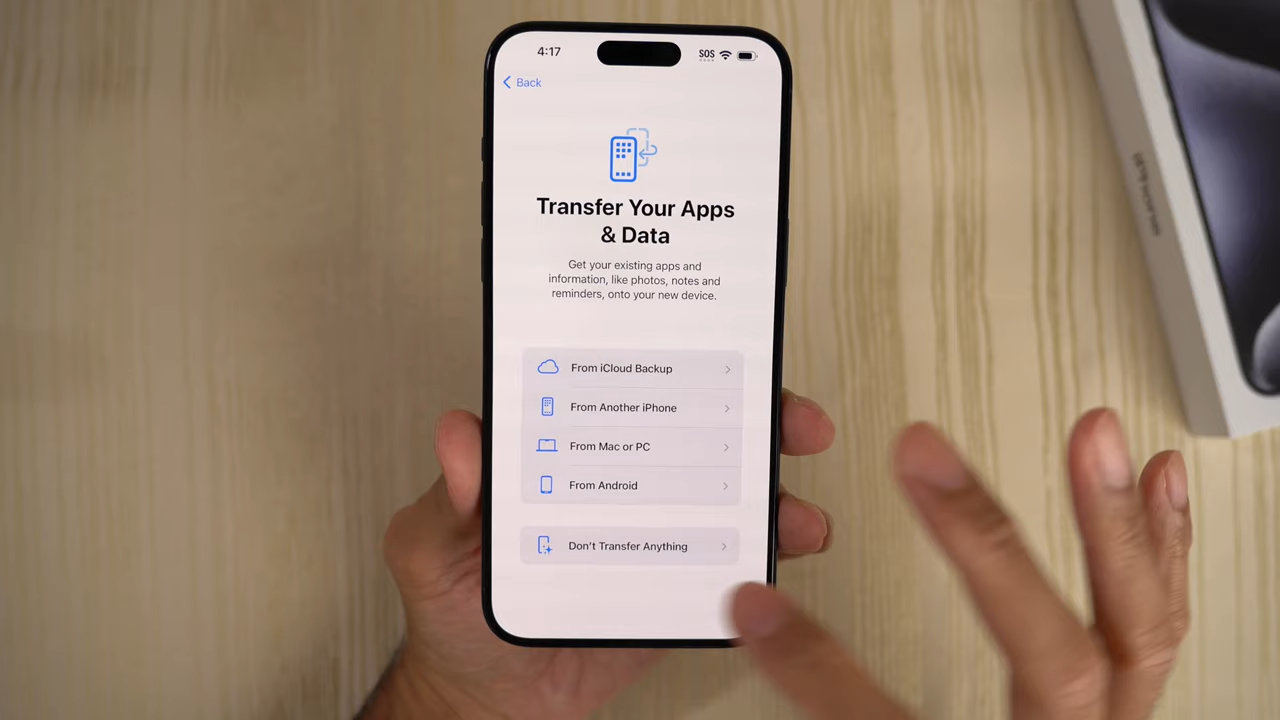 4:17
SOS
Back
Transfer Your Apps
& Data
Get your existing apps and
information, like photos, notes and
reminders, onto your new device.
From iCloud Backup
From Another iPhone
From Mac or PC
From Android
Don't Transfer Anything